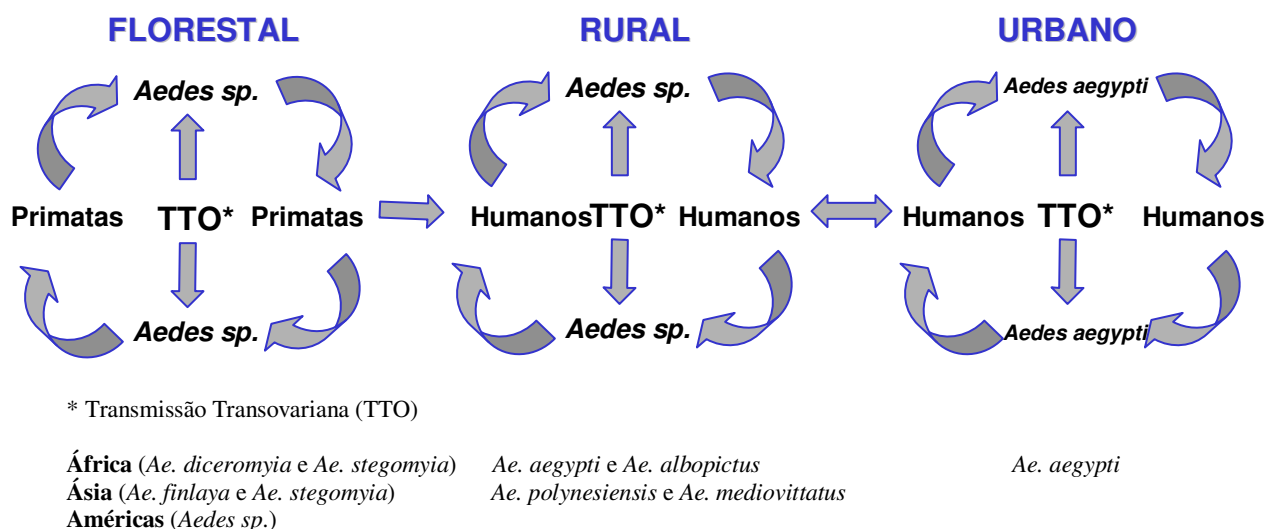 FLORESTAL RURAL URBANO
Aedes sp. Aedes sp. Aedes aegypti
Primatas TTO* Primatas HumanosTTO* Humanos Humanos TTO* Humanos
Aedes sp. Aedes sp. Aedes aegypti
* Transmissão Transovariana (TTO)
África (Ae. diceromyia e Ae. stegomyia) Ae. aegypti e Ae. albopictus Ae. aegypti
Ásia (Ae. finlaya e Ae. stegomyia) Ae. polynesiensis e Ae. mediovittatus
Américas (Aedes sp.)